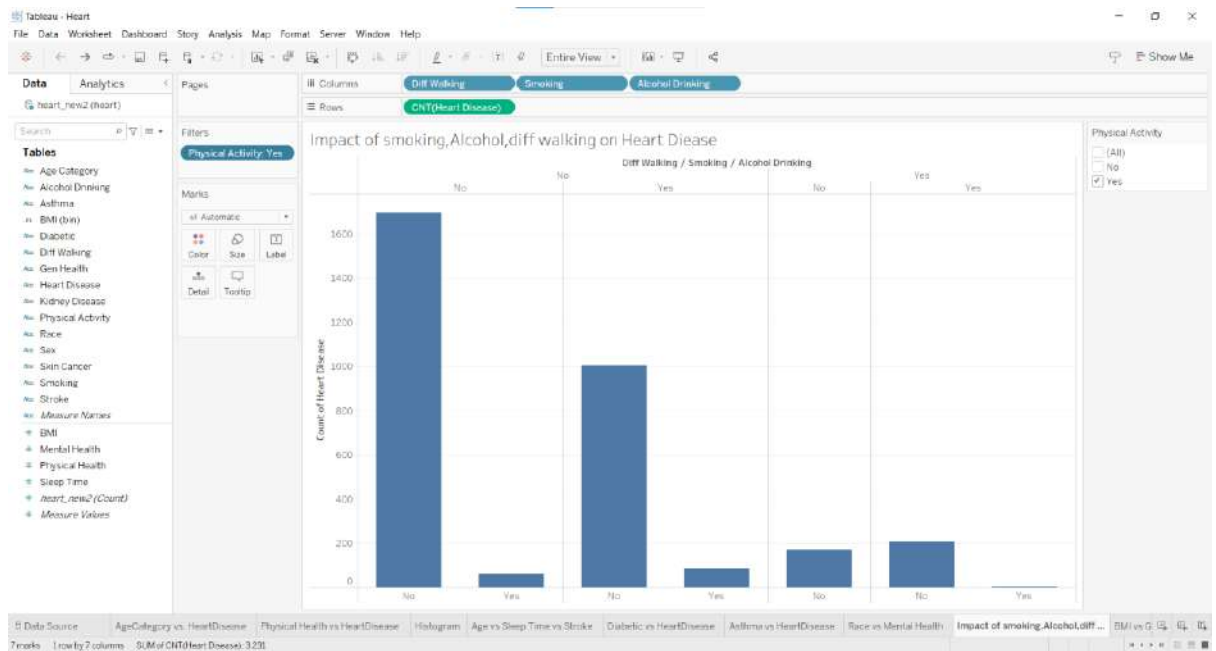 Tableau - Heart
File Data Worksheet Dashboard Story Analysis Map Format Server Window Help
Entire View
Show Me
Data Analytics
Pages
Columns Diff Walking Smoking Alcohol Drinking
heart_new2 (heart)
Rows CNT(Heart Disease)
Search
Filters
Physical Activity: Yes
Impact of smoking,Alcohol,diff walking on Heart Diease
Physical Activity
(All)
No
Yes
Tables
Age Category
Alcohol Drinking
Asthma
BMI (bin)
Diabetic
Diff Walking
Gen Health
Heart Disease
Kidney Disease
Physical Activity
Race
Sex
Skin Cancer
Smoking
Stroke
Measure Names
BMI
Mental Health
Physical Health
Sleep Time
heart_new2 (Count)
Measure Values
Marks
Automatic
Color Size Label
Detail Tooltip
Diff Walking / Smoking / Alcohol Drinking
No Yes
No Yes No Yes
Count of Heart Disease
1600
1400
1200
1000
800
600
400
200
0
No Yes No Yes No No Yes
Data Source AgeCategory vs. HeartDisease Physical Health vs HeartDisease Histogram Age vs Sleep Time vs Stroke Diabetic vs HeartDisease Asthma vs HeartDisease Race vs Mental Health Impact of smoking,Alcohol,diff ... BMI vs G
7 marks 1 row by 7 columns SUM of CNT(Heart Disease): 3,231